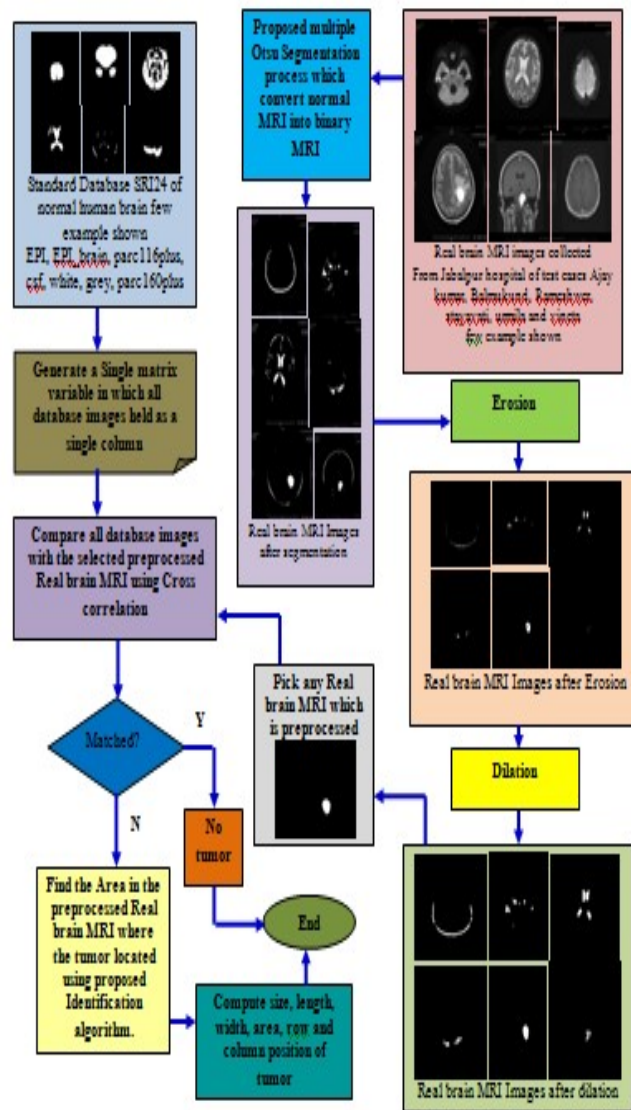 Standard Database SRI24 of
normal human brain few
example shown
EPI, EPI_brain, parc116plus,
csf, white, grey, parc160plus
Generate a Single matrix
variable in which all
database images held as a
single column
Compare all database images
with the selected preprocessed
Real brain MRI using Cross
correlation
Matched?
Y
N
No
tumor
Find the Area in the
preprocessed Real
brain MRI where
the tumor located
using proposed
Identification
algorithm.
Compute size, length,
width, area, row and
column position of
tumor
End
Proposed multiple
Otsu Segmentation
process which
convert normal
MRI into binary
MRI
Real brain MRI Images
after segmentation
Pick any Real
brain MRI which
is preprocessed
Real brain MRI images collected
From Jabalpur hospital of test cases Ajay
kumar, Balmukund, Rameshwer,
urmila and
few example shown
Erosion
Real brain MRI Images after Erosion
Dilation
Real brain MRI Images after dilation